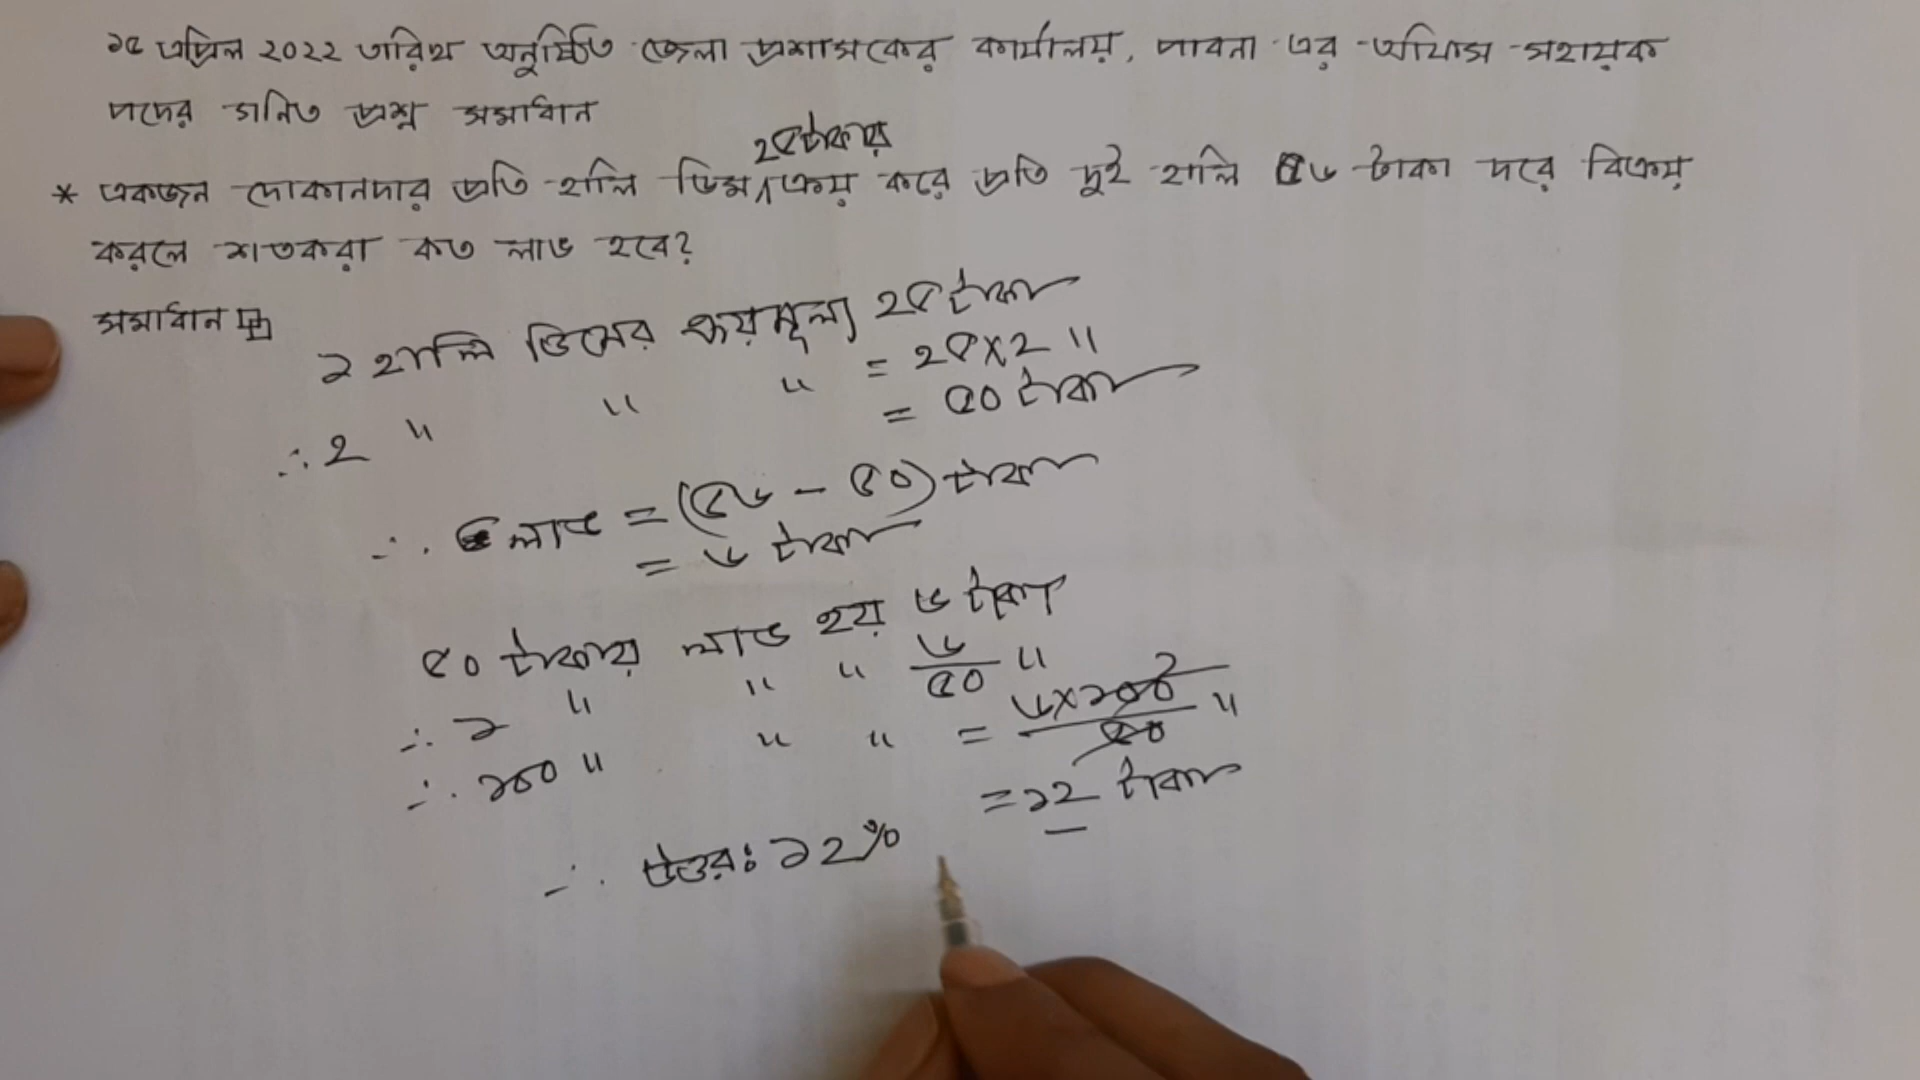 ১৫ এপ্রিল ২০২২ তারিখ অনুষ্ঠিত জেলা প্রশাসকের কার্যালয়, পাবনা এর অফিস সহায়ক
পদের গনিত প্রশ্ন সমাধান
২৫টাকায়
* একজন দোকানদার প্রতি হালি ডিম ক্রয় করে প্রতি দুই হালি ৫৬ টাকা দরে বিক্রয়
করলে শতকরা কত লাভ হবে?
সমাধান
১ হালি ডিমের ক্রয়মূল্য ২৫ টাকা
∴ ২ " " " = ২৫×২ "
= ৫০ টাকা
∴ লাভ = (৫৬ - ৫০) টাকা
= ৬ টাকা
৫০ টাকায় লাভ হয় ৬ টাকা
∴ ১ " " " ৬/৫০ "
∴ ১০০ " " " = ৬×১০০/৫০ " ২
= ১২ টাকা
∴ উত্তর: ১২%